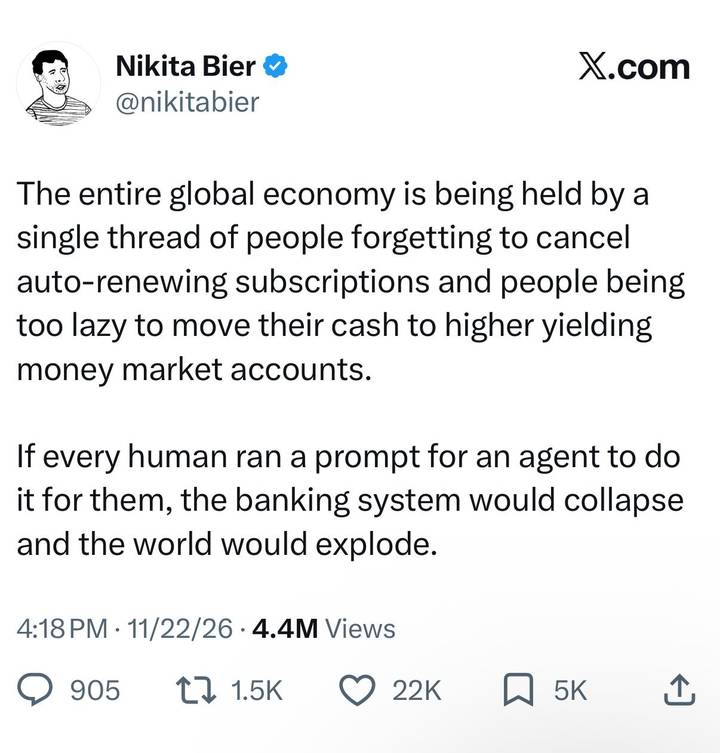 Nikita Bier
X.com
@nikitabier
The entire global economy is being held by a
single thread of people forgetting to cancel
auto-renewing subscriptions and people being
too lazy to move their cash to higher yielding
money market accounts.
If every human ran a prompt for an agent to do
it for them, the banking system would collapse
and the world would explode.
4:18 PM · 11/22/26 · 4.4M Views
905 1.5K 22K 5K